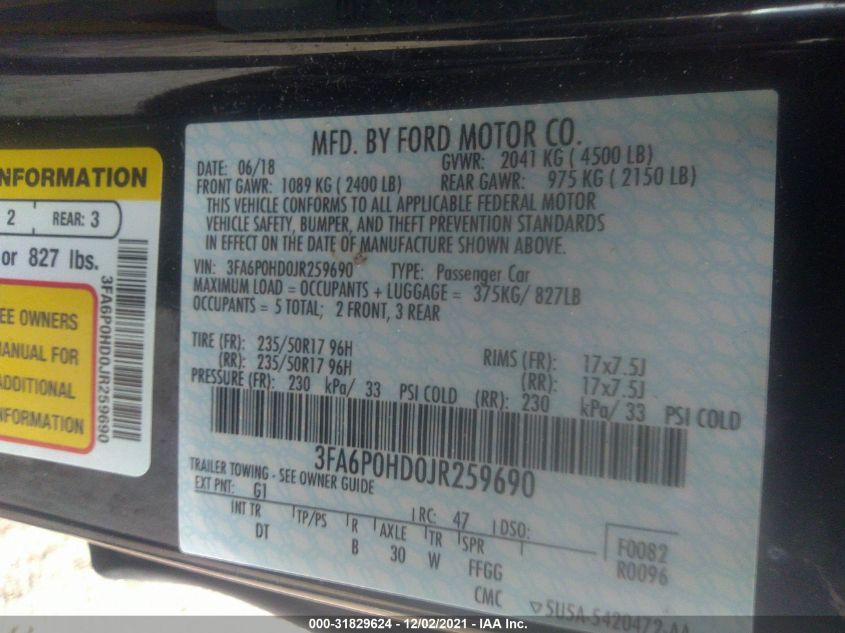 NFORMATION
2 REAR: 3
or 827 lbs.
EE OWNERS
MANUAL FOR
ADDITIONAL
NFORMATION
3FA6P0HD0JR259690
MFD. BY FORD MOTOR CO.
DATE: 06/18 GVWR: 2041 KG ( 4500 LB)
FRONT GAWR: 1089 KG ( 2400 LB) REAR GAWR: 975 KG ( 2150 LB)
THIS VEHICLE CONFORMS TO ALL APPLICABLE FEDERAL MOTOR
VEHICLE SAFETY, BUMPER, AND THEFT PREVENTION STANDARDS
IN EFFECT ON THE DATE OF MANUFACTURE SHOWN ABOVE.
VIN: 3FA6P0HD0JR259690 TYPE: Passenger Car
MAXIMUM LOAD = OCCUPANTS + LUGGAGE = 375KG/ 827LB
OCCUPANTS = 5 TOTAL; 2 FRONT, 3 REAR
TIRE (FR): 235/50R17 96H RIMS (FR): 17x7.5J
(RR): 235/50R17 96H (RR): 17x7.5J
PRESSURE (FR): 230 kPa/ 33 PSI COLD (RR): 230 kPa/ 33 PSI COLD
3FA6P0HD0JR259690
TRAILER TOWING - SEE OWNER GUIDE
EXT PNT: G1 RC: 47 DSO: F0082
INT TR TP/PS R AXLE TR SPR R0096
DT B 30 W FFGG
CMC 5U5A-5420472-AA
000-31829624 - 12/02/2021 - IAA Inc.